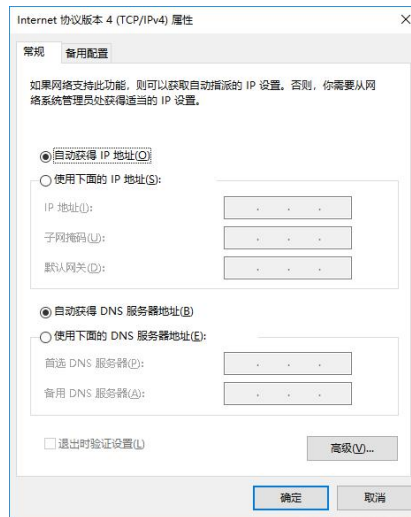 Internet 协议版本 4 (TCP/IPv4) 属性
常规 备用配置
如果网络支持此功能，则可以获取自动指派的 IP 设置。否则，你需要从网
络系统管理员处获得适当的 IP 设置。
自动获得 IP 地址(O)
使用下面的 IP 地址(S):
IP 地址(I):
子网掩码(U):
默认网关(D):
自动获得 DNS 服务器地址(B)
使用下面的 DNS 服务器地址(E):
首选 DNS 服务器(P):
备用 DNS 服务器(A):
退出时验证设置(L)
高级(V)...
确定 取消